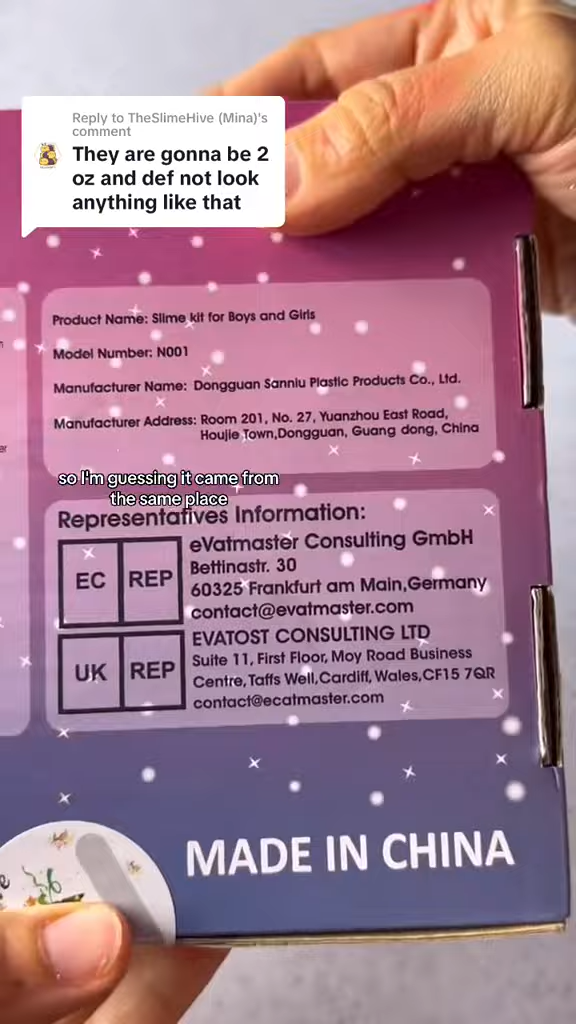 Reply to TheSlimeHive (Mina)'s
comment
They are gonna be 2
oz and def not look
anything like that
Product Name: Slime kit for Boys and Girls
Model Number: N001
Manufacturer Name: Dongguan Sanniu Plastic Products Co., Ltd.
Manufacturer Address: Room 201, No. 27, Yuanzhou East Road,
Houjie Town,Dongguan, Guang dong, China
so I'm guessing it came from
the same place
Representatives Information:
EC REP
eVatmaster Consulting GmbH
Bettinastr. 30
60325 Frankfurt am Main,Germany
contact@evatmaster.com
UK REP
EVATOST CONSULTING LTD
Suite 11, First Floor, Moy Road Business
Centre,Taffs Well,Cardiff, Wales,CF15 7QR
contact@ecatmaster.com
MADE IN CHINA